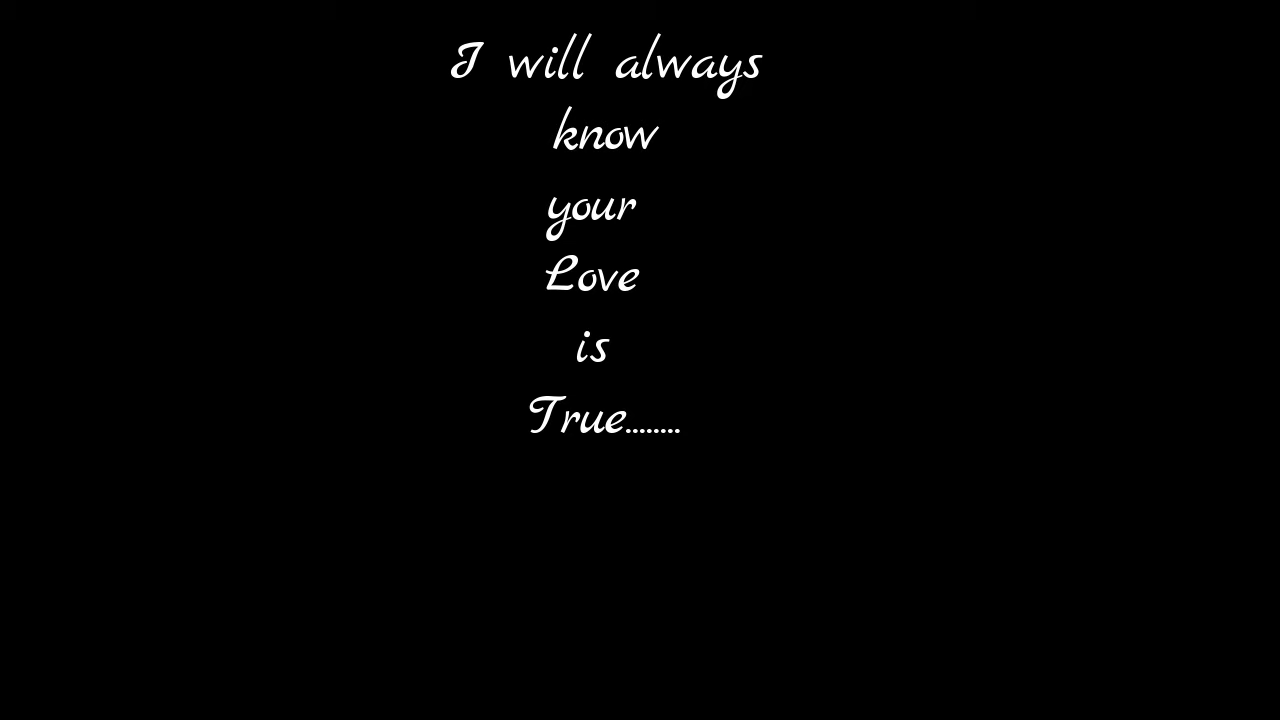 I will always
know
your
Love
is
True........